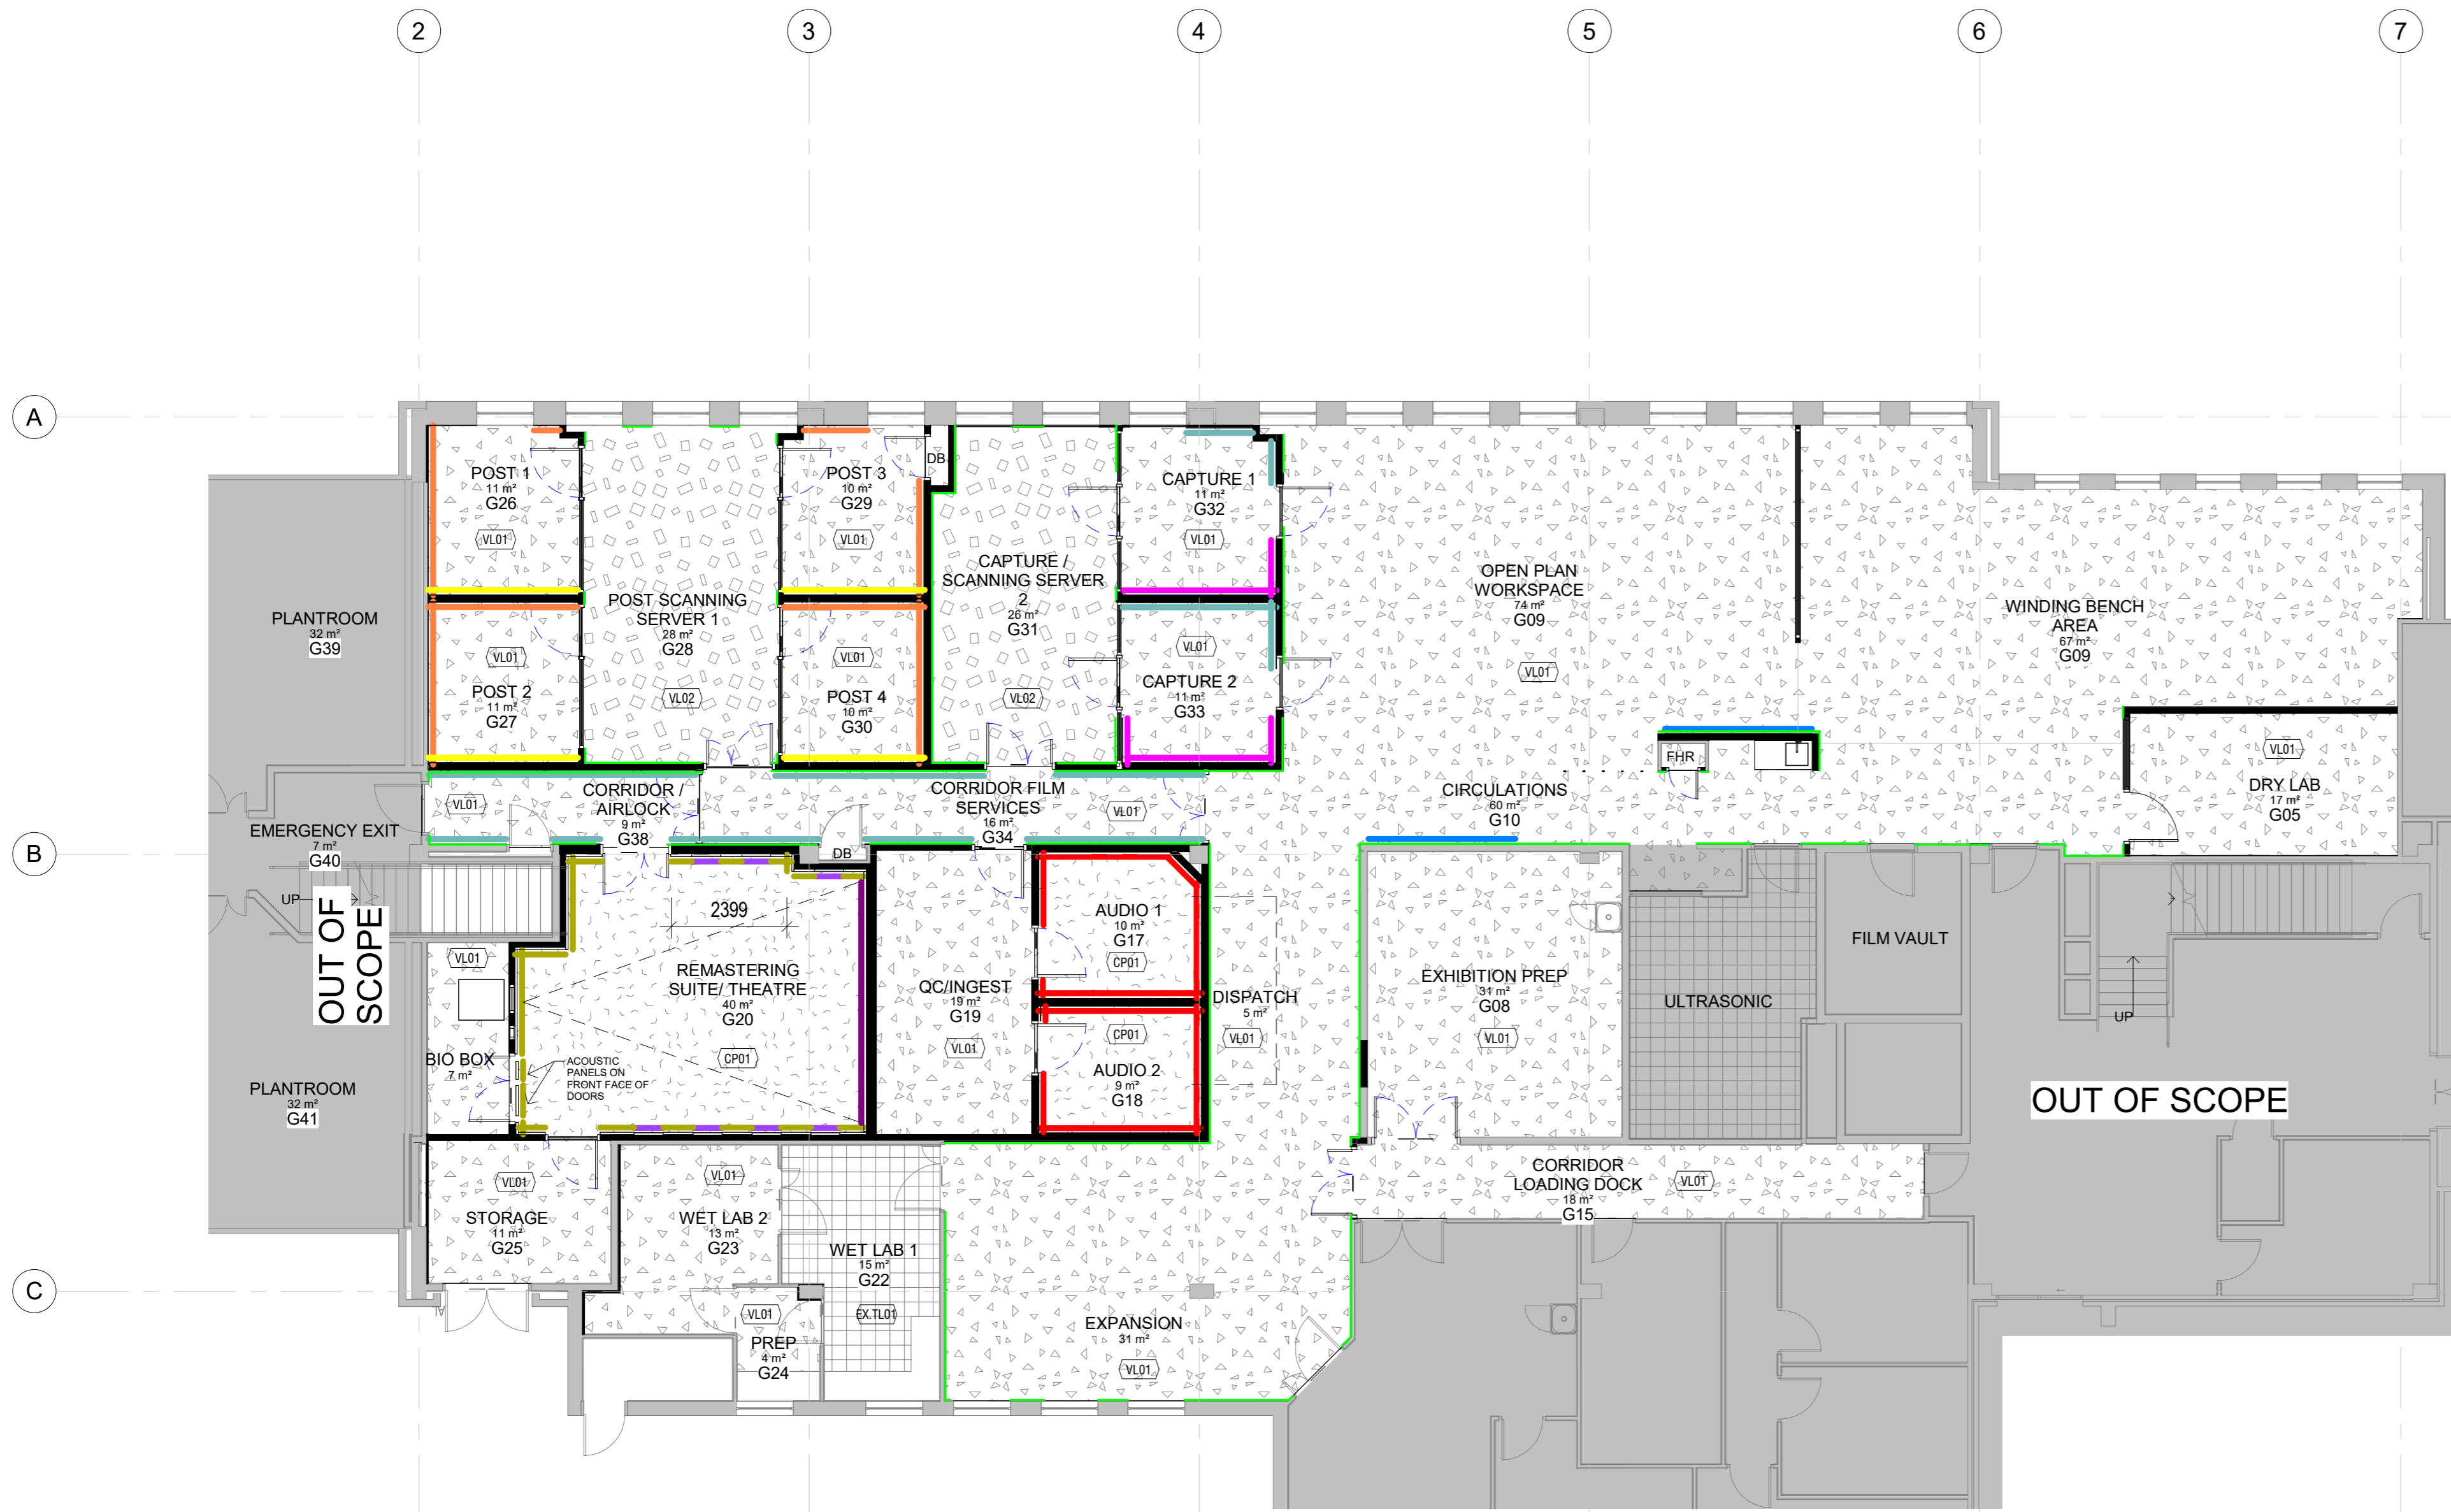 2
3
4
5
6
7
A
B
C
POST 1
11 m²
G26
VL01
POST 2
11 m²
G27
VL01
POST SCANNING
SERVER 1
28 m²
G28
VL02
POST 3
10 m²
G29
VL01
POST 4
10 m²
G30
VL01
DB
CAPTURE /
SCANNING SERVER
2
26 m²
G31
VL02
CAPTURE 1
11 m²
G32
VL01
CAPTURE 2
11 m²
G33
VL01
OPEN PLAN
WORKSPACE
74 m²
G09
VL01
WINDING BENCH
AREA
67 m²
G09
PLANTROOM
32 m²
G39
VL01
DRY LAB
17 m²
G05
FHR
CIRCULATIONS
60 m²
G10
CORRIDOR /
AIRLOCK
9 m²
G38
VL01
CORRIDOR FILM
SERVICES
16 m²
G34
VL01
DB
EMERGENCY EXIT
7 m²
G40
UP
OUT OF
SCOPE
2399
REMASTERING
SUITE/ THEATRE
40 m²
G20
CP01
ACOUSTIC
PANELS ON
FRONT FACE OF
DOORS
VL01
BIO BOX
7 m²
QC/INGEST
19 m²
G19
VL01
AUDIO 1
10 m²
G17
CP01
CP01
AUDIO 2
9 m²
G18
DISPATCH
5 m²
VL01
EXHIBITION PREP
31 m²
G08
VL01
ULTRASONIC
FILM VAULT
UP
OUT OF SCOPE
PLANTROOM
32 m²
G41
VL01
STORAGE
11 m²
G25
VL01
WET LAB 2
13 m²
G23
WET LAB 1
15 m²
G22
EX.TL01
VL01
PREP
4 m²
G24
EXPANSION
31 m²
VL01
CORRIDOR
LOADING DOCK
18 m²
G15
VL01